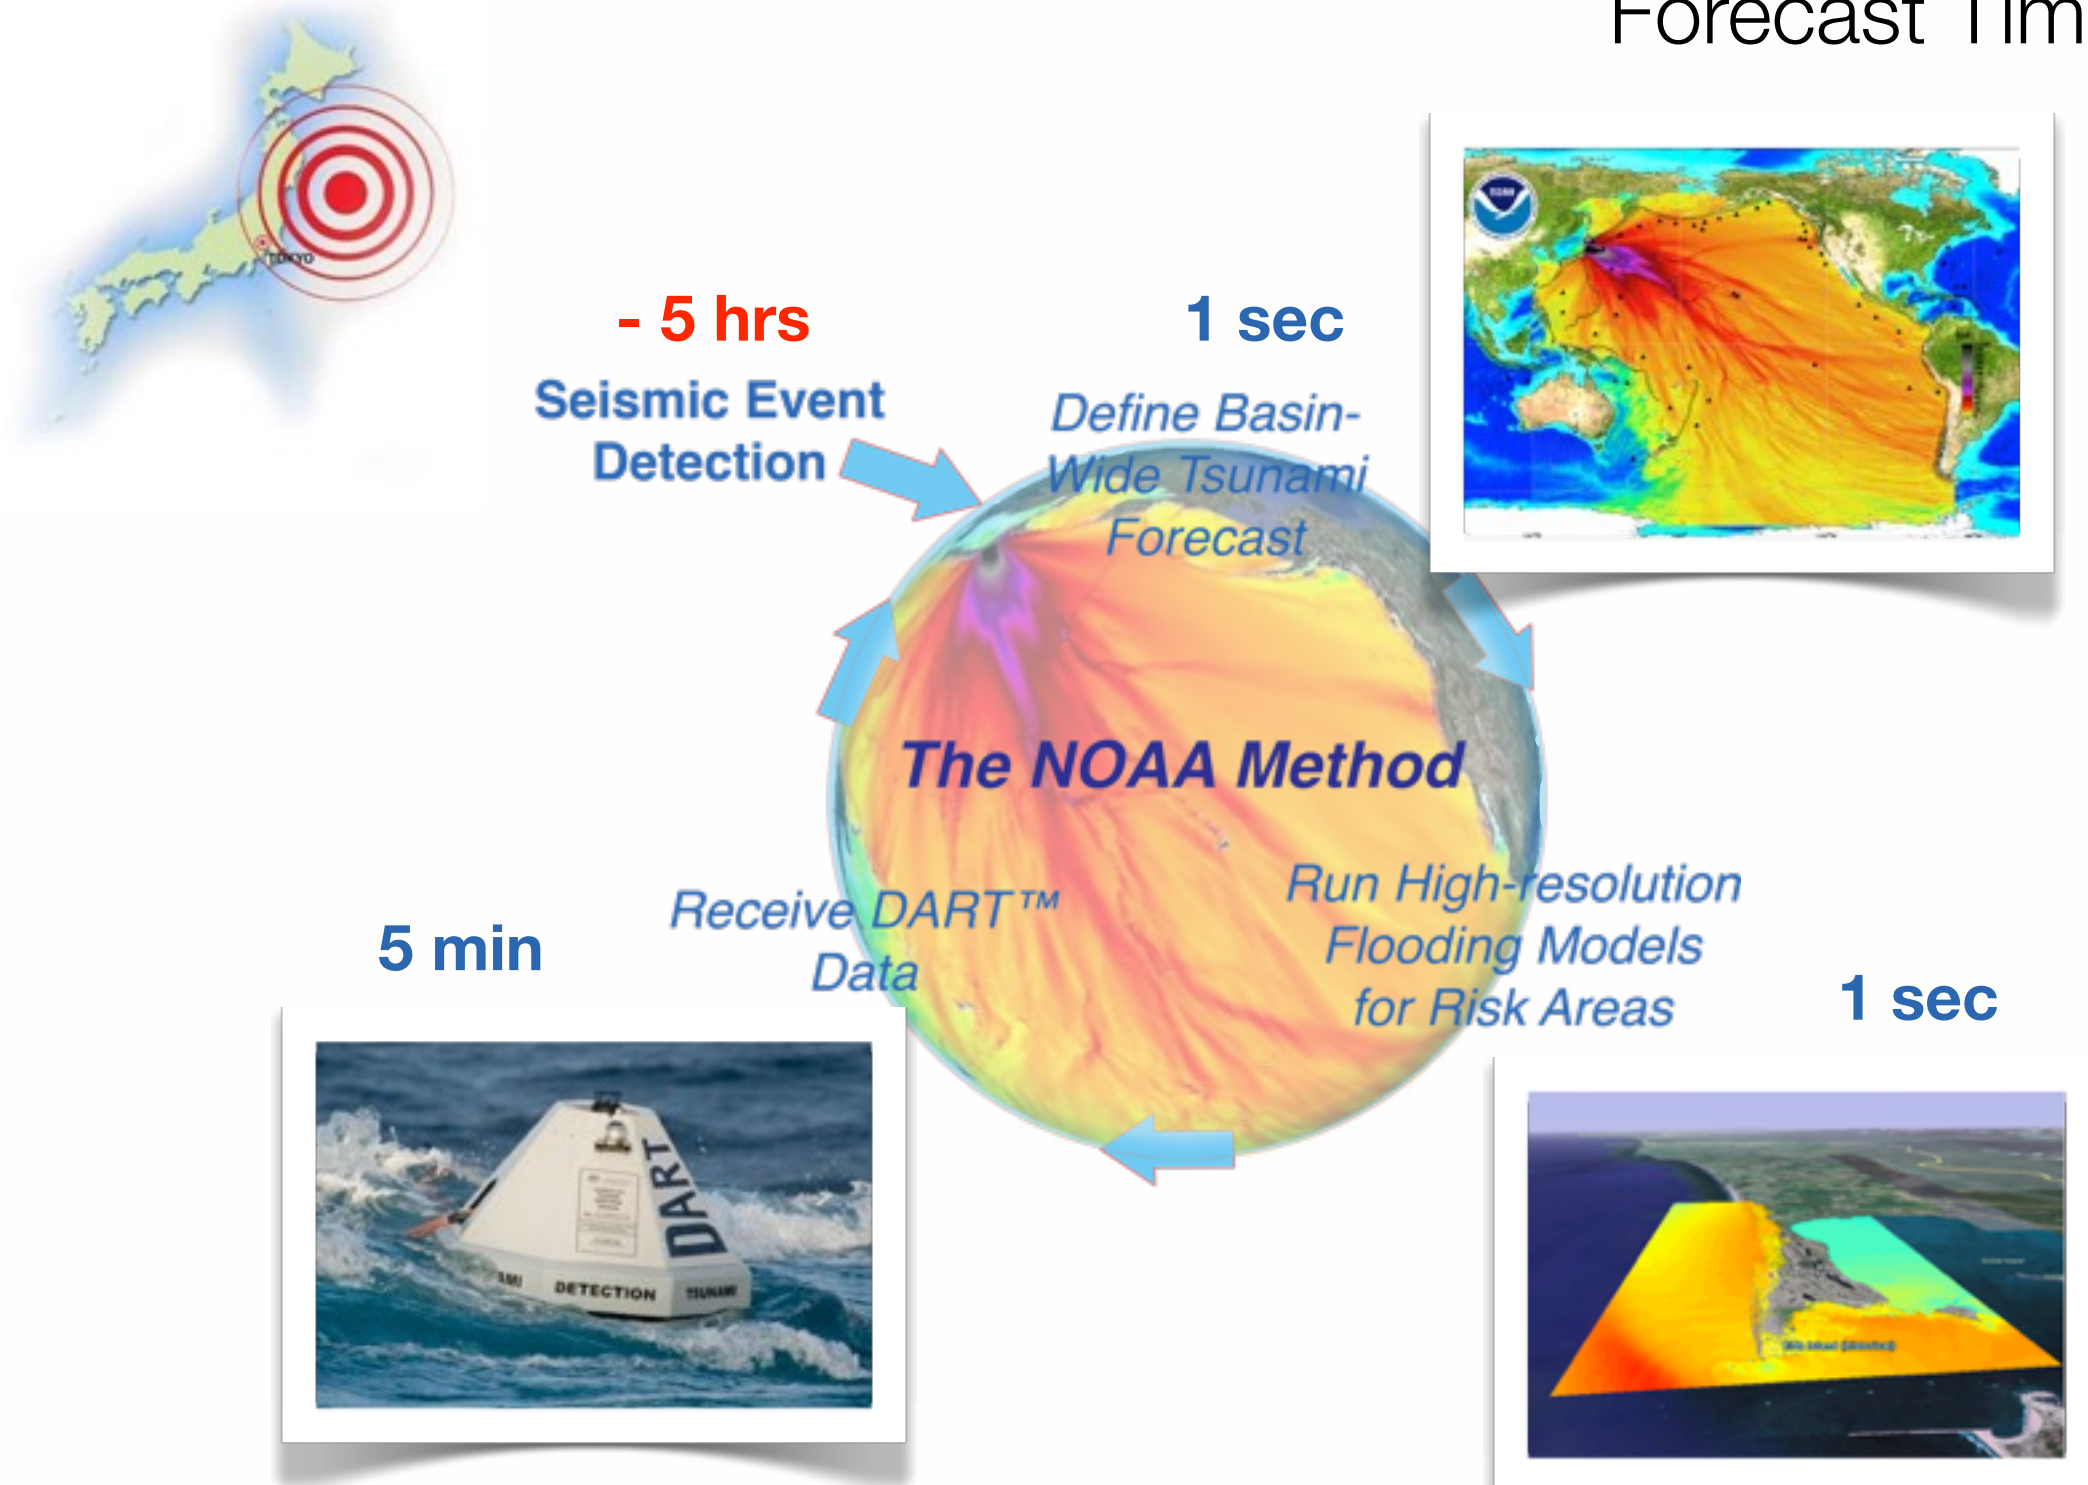 Forecast Tim
TOKYO
- 5 hrs
Seismic Event
Detection
1 sec
Define Basin-
Wide Tsunami
Forecast
The NOAA Method
Receive DART™
Data
5 min
Run High-resolution
Flooding Models
for Risk Areas
1 sec
DART
AMI DETECTION TSUNAMI